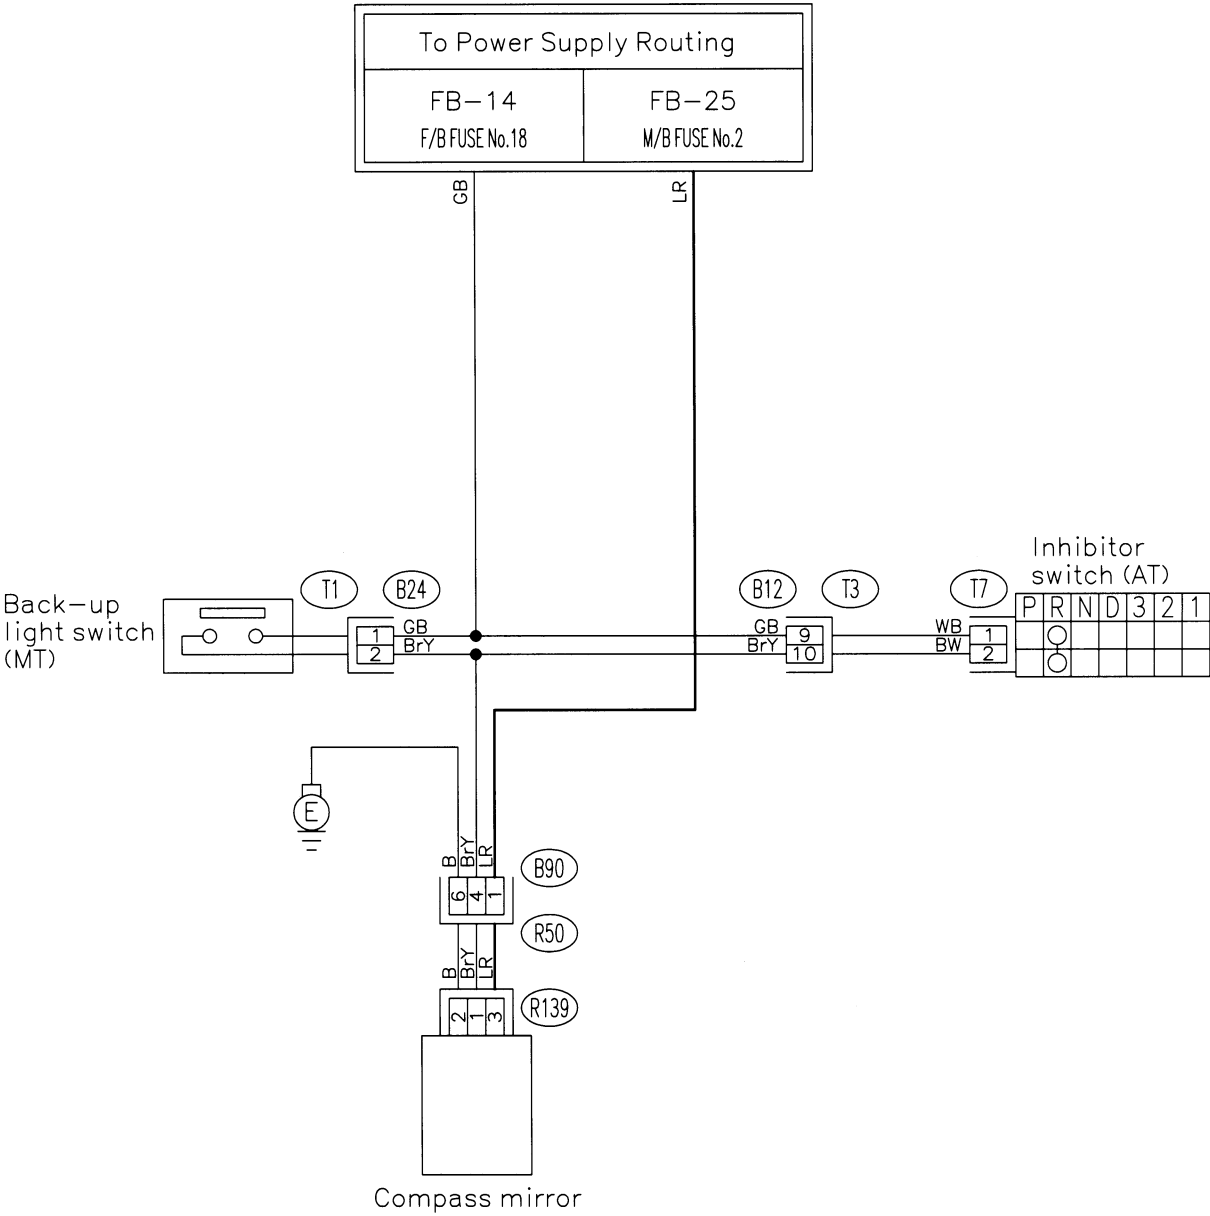 To Power Supply Routing
FB-14
F/B FUSE No.18
FB-25
M/B FUSE No.2
GB
LR
Inhibitor
switch (AT)
T1
B24
B12
T3
T7
P R N D 3 2 1
Back-up
light switch
(MT)
1
GB
GB
9
WB
1
2
BrY
BrY
10
BW
2
E
B
BrY
LR
B90
6
4
1
R50
B
BrY
LR
R139
2
1
3
Compass mirror